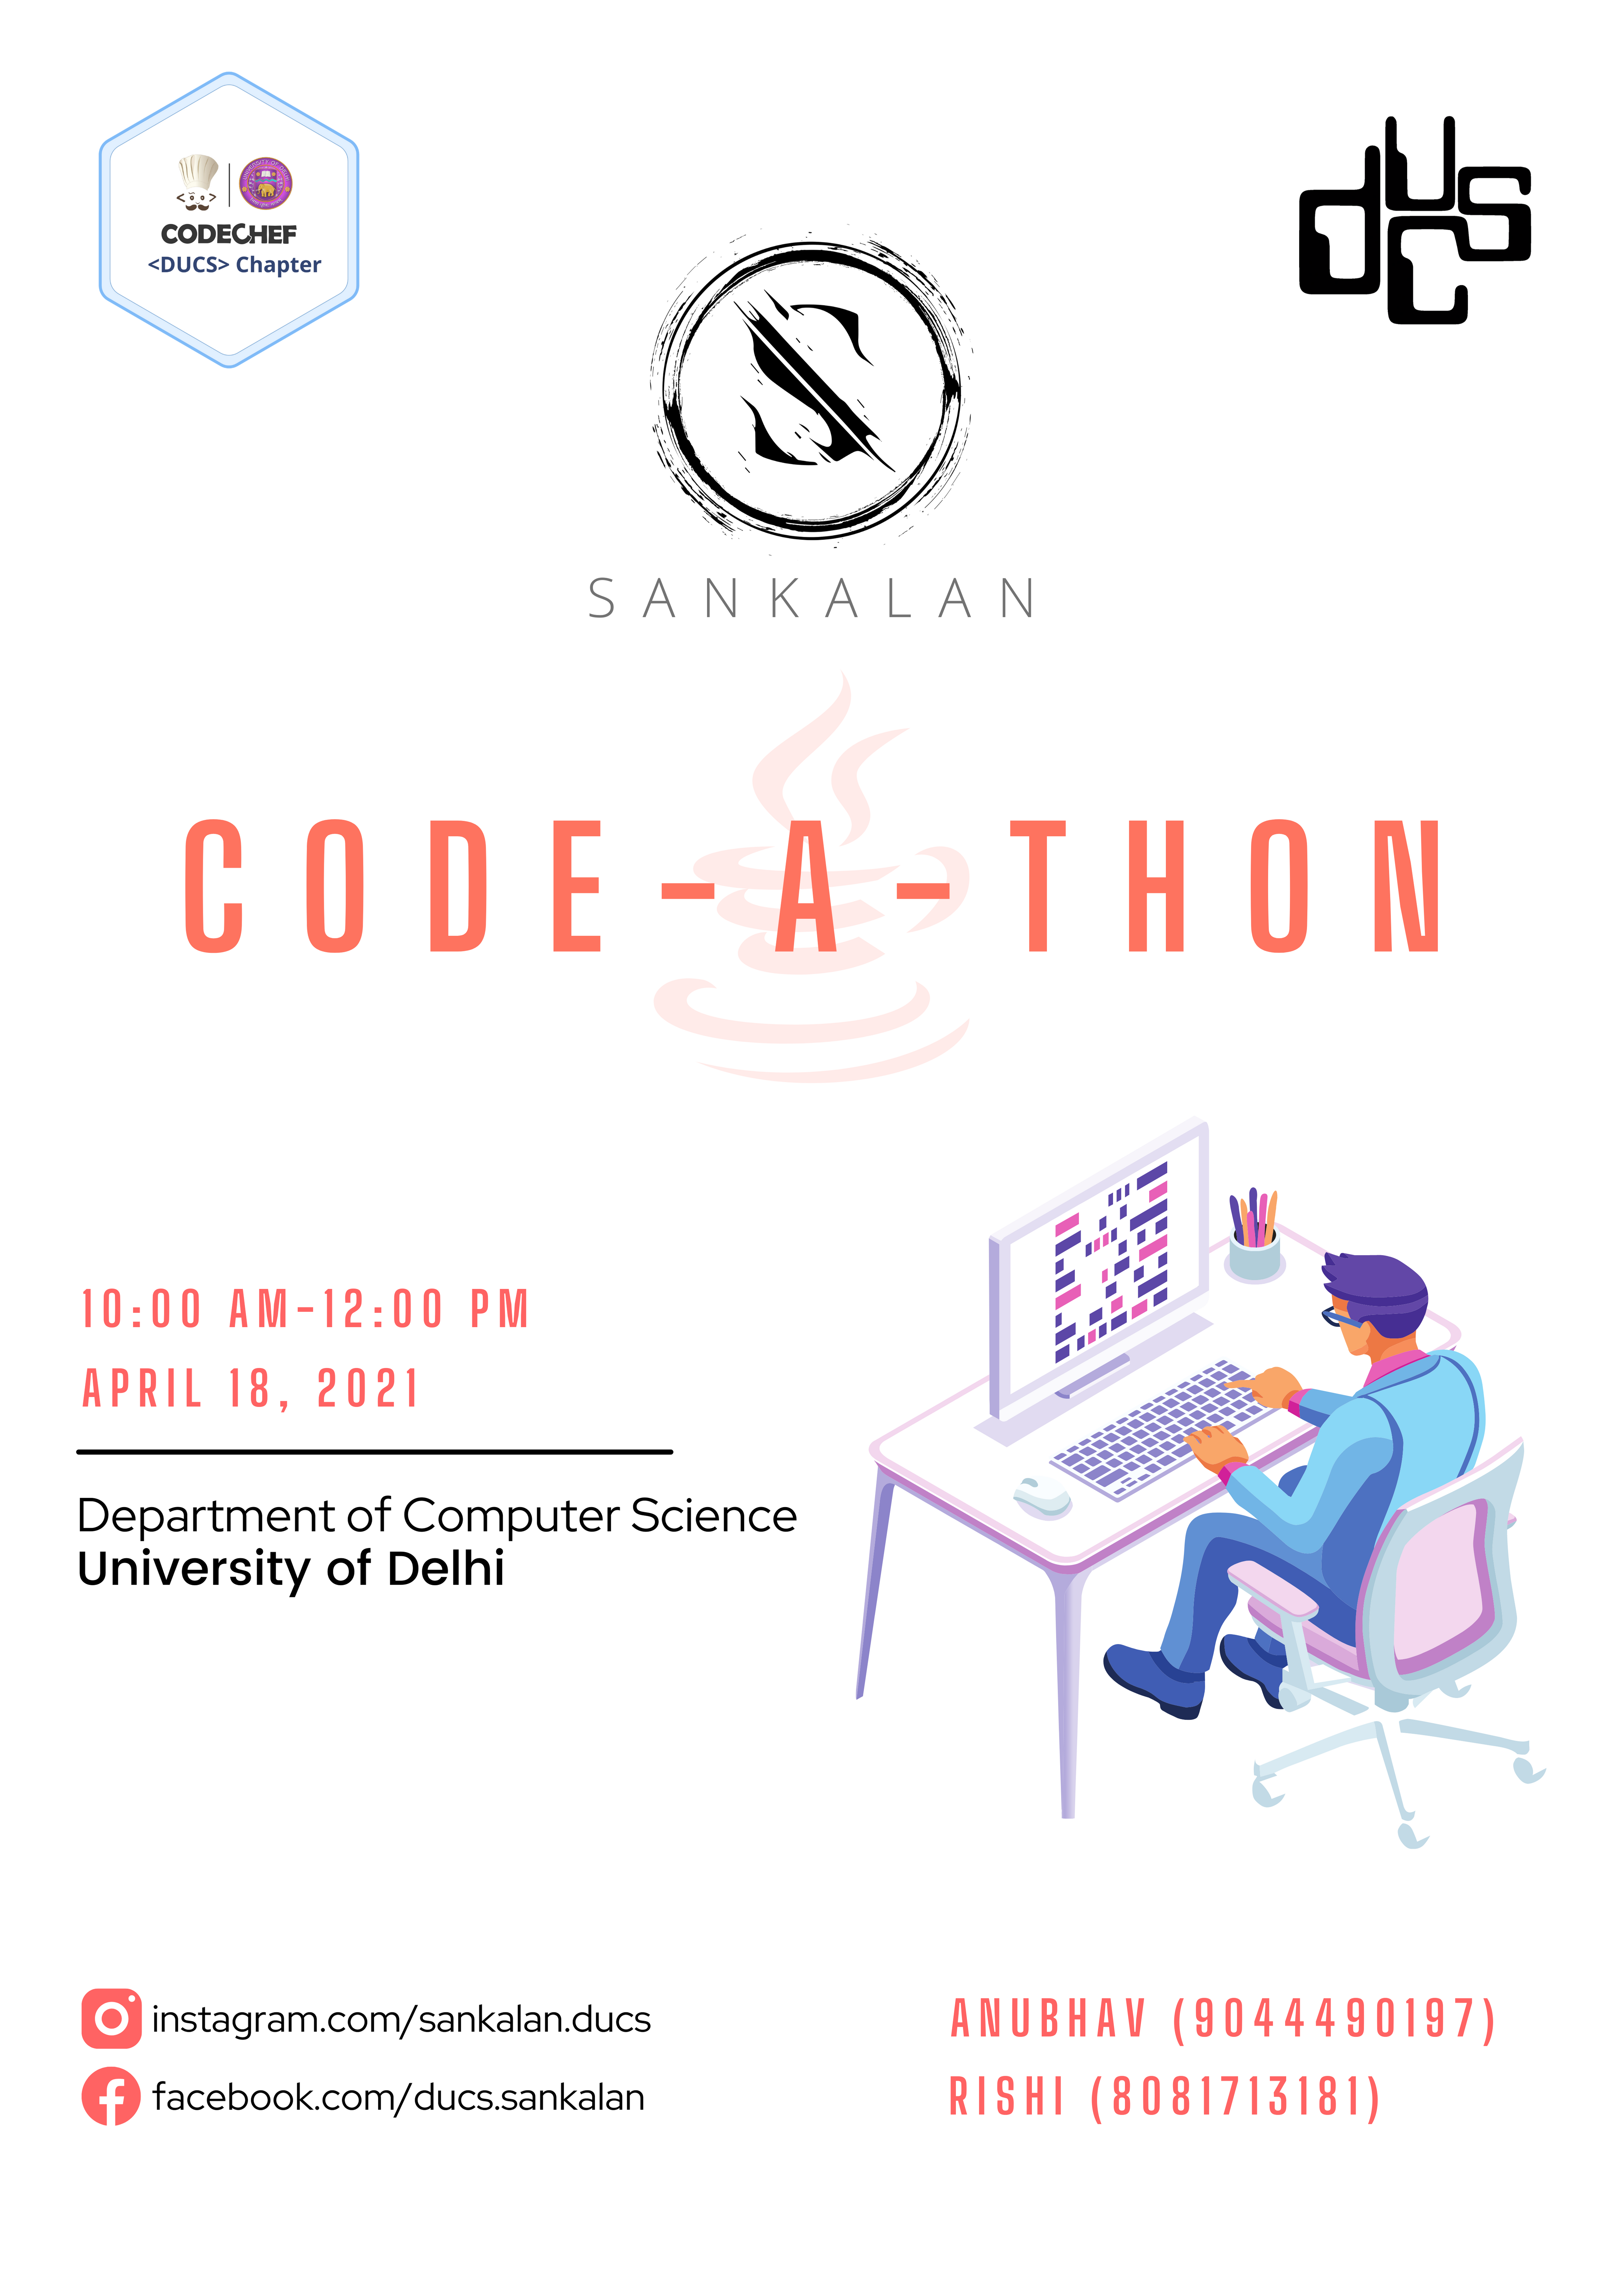 CODECHEF
<DUCS> Chapter
ducs
SANKALAN
CODE-A-THON
10:00 AM-12:00 PM
APRIL 18, 2021
Department of Computer Science
University of Delhi
instagram.com/sankalan.ducs
facebook.com/ducs.sankalan
ANUBHAV (9044490197)
RISHI (8081713181)